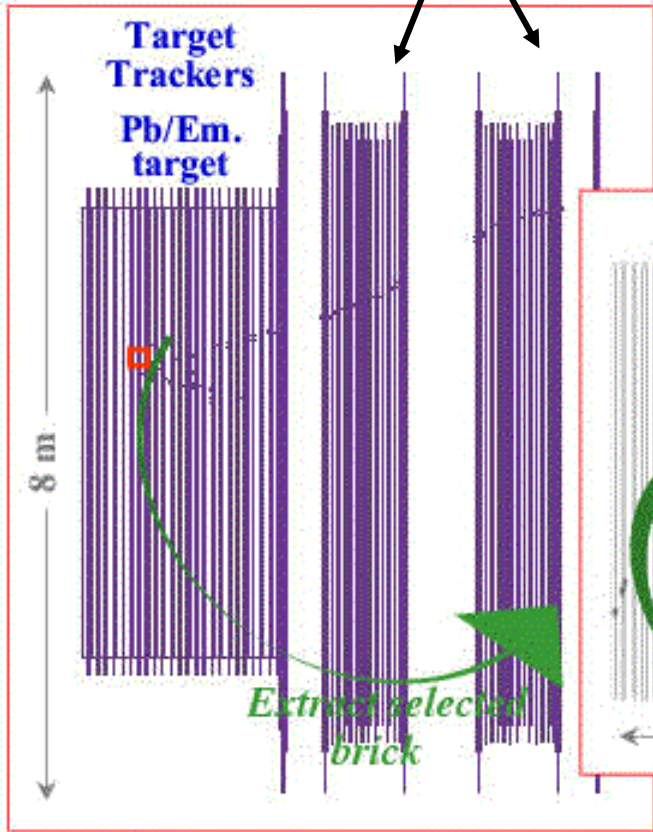 Target
Trackers
Pb/Em.
target
8 m
Extract selected
brick